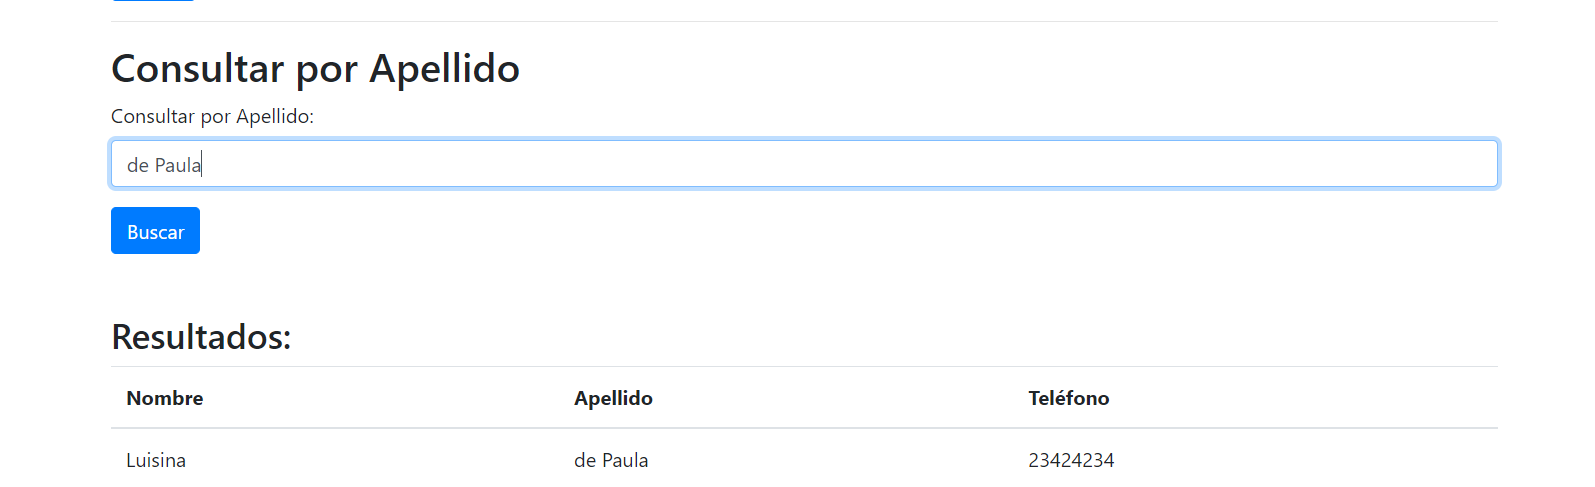 Consultar por Apellido
Consultar por Apellido:
de Paula
Buscar
Resultados:
Nombre Apellido Teléfono
Luisina de Paula 23424234